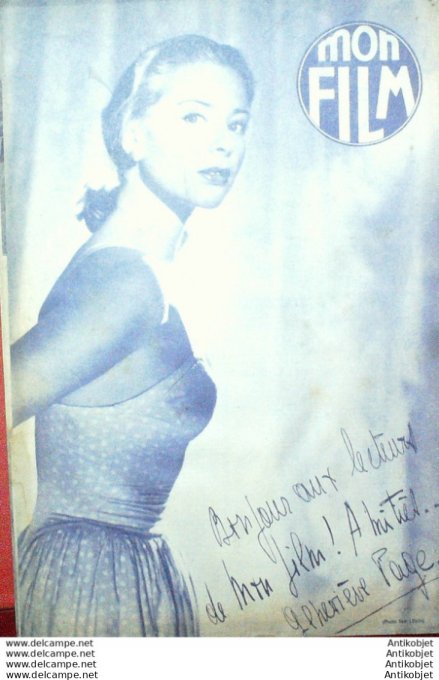 mon
FILM
Bonjour aux lecteurs
de Mon film ! Amitiés...
Geneviève Page.
www.delcampe.net Antikobjet
www.delcampe.net Antikobjet
www.delcampe.net Antikobjet